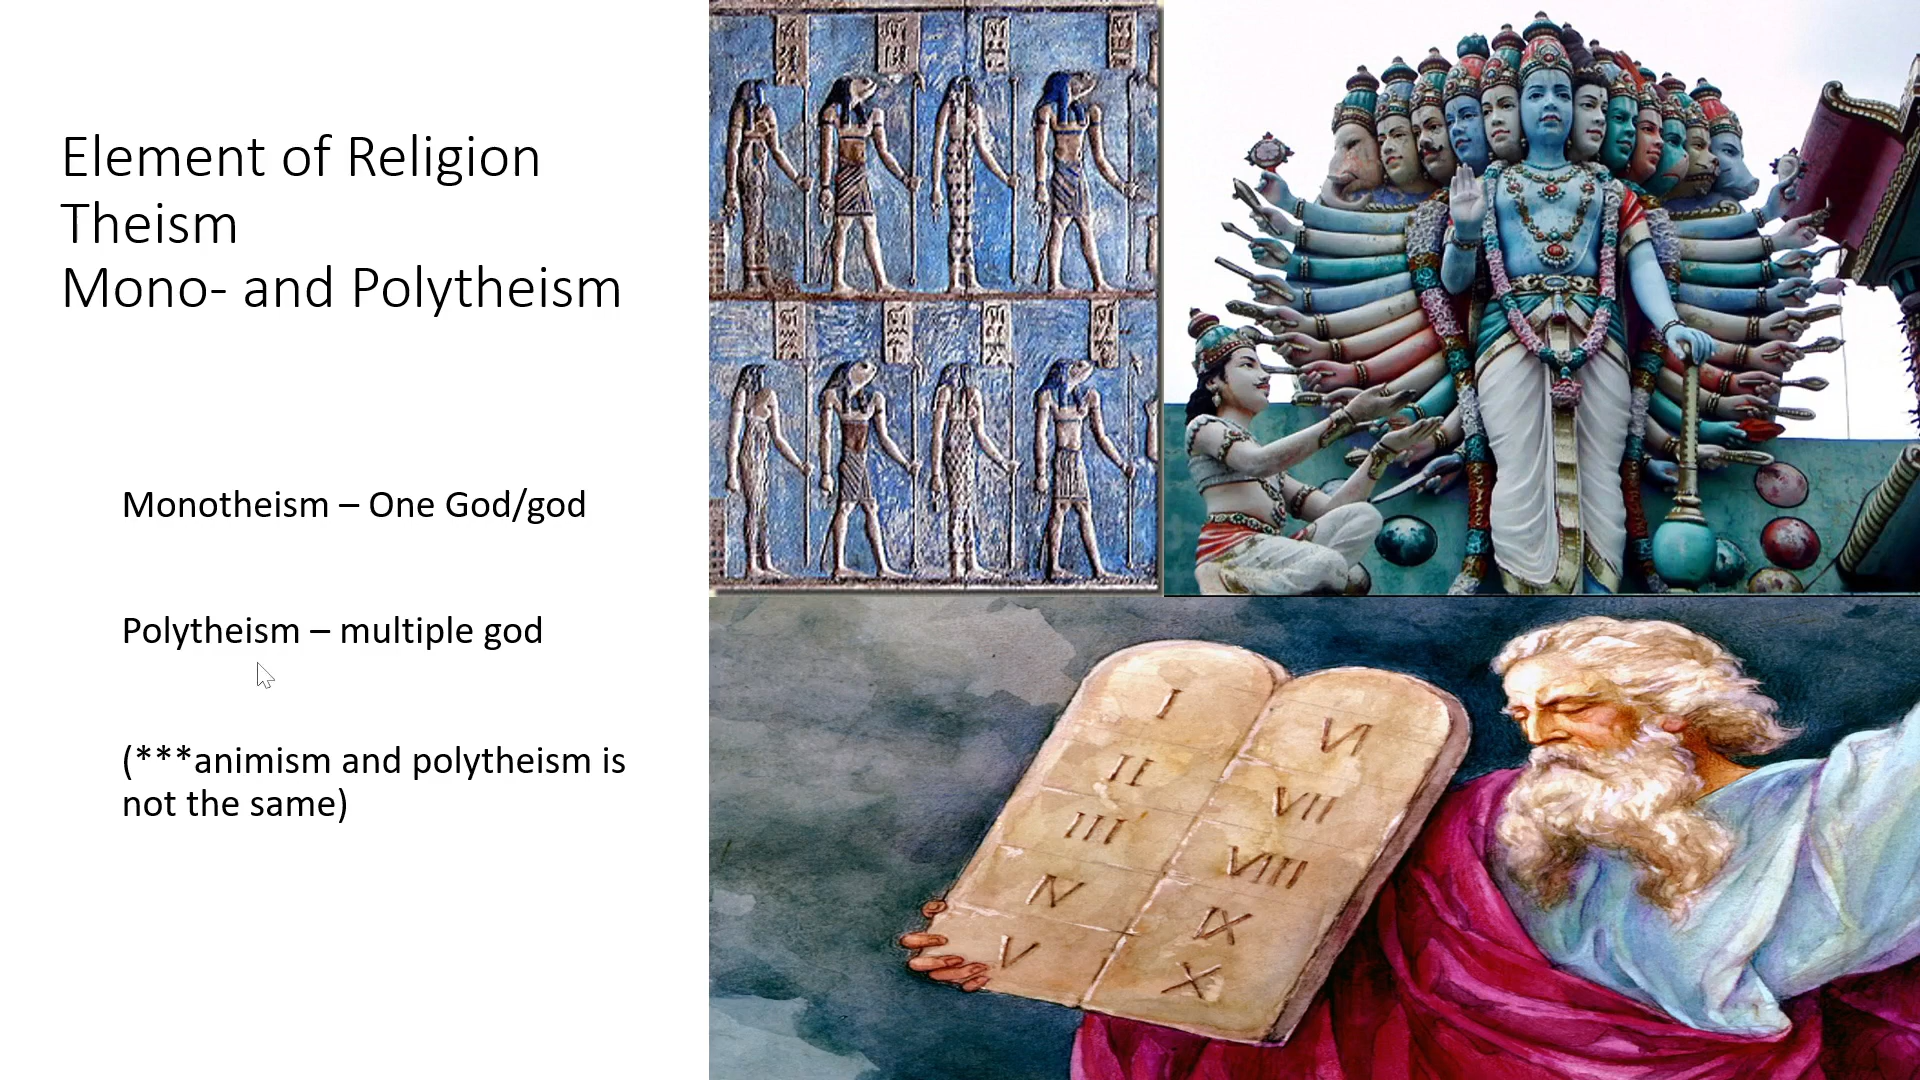 Element of Religion
Theism
Mono- and Polytheism
Monotheism – One God/god
Polytheism – multiple god
(***animism and polytheism is
not the same)
I
II
III
IV
V
VI
VII
VIII
IX
X